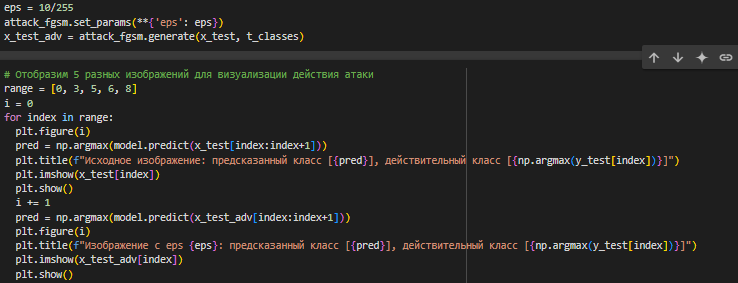 eps = 10/255
attack_fgsm.set_params(**{'eps': eps})
x_test_adv = attack_fgsm.generate(x_test, t_classes)
# Отобразим 5 разных изображений для визуализации действия атаки
range = [0, 3, 5, 6, 8]
i = 0
for index in range:
  plt.figure(i)
  pred = np.argmax(model.predict(x_test[index:index+1]))
  plt.title(f"Исходное изображение: предсказанный класс [{pred}], действительный класс [{np.argmax(y_test[index])}]")
  plt.imshow(x_test[index])
  plt.show()
  i += 1
  pred = np.argmax(model.predict(x_test_adv[index:index+1]))
  plt.figure(i)
  plt.title(f"Изображение с eps {eps}: предсказанный класс [{pred}], действительный класс [{np.argmax(y_test[index])}]")
  plt.imshow(x_test_adv[index])
  plt.show()